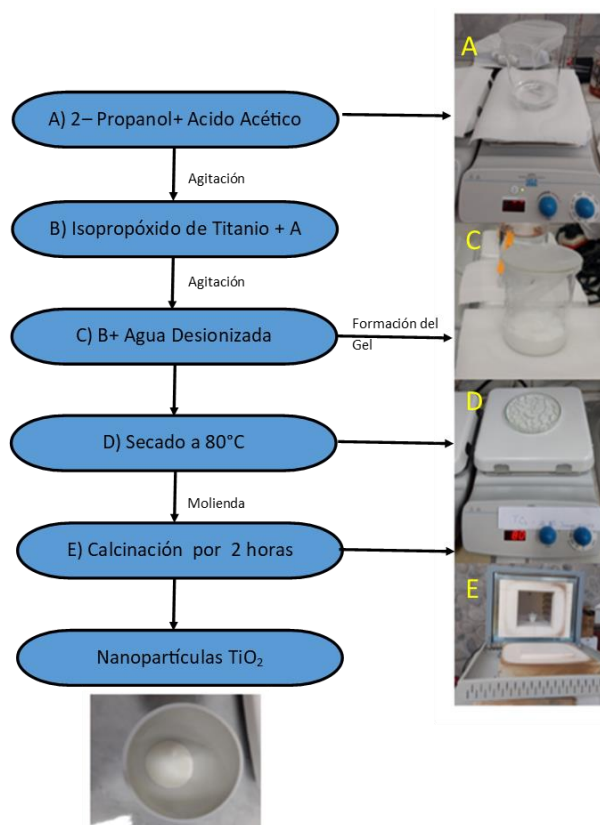 A) 2– Propanol+ Acido Acético
A
Agitación
B) Isopropóxido de Titanio + A
Agitación
C
C) B+ Agua Desionizada
Formación del
Gel
D
D) Secado a 80°C
Molienda
80
E) Calcinación por 2 horas
E
Nanopartículas TiO₂